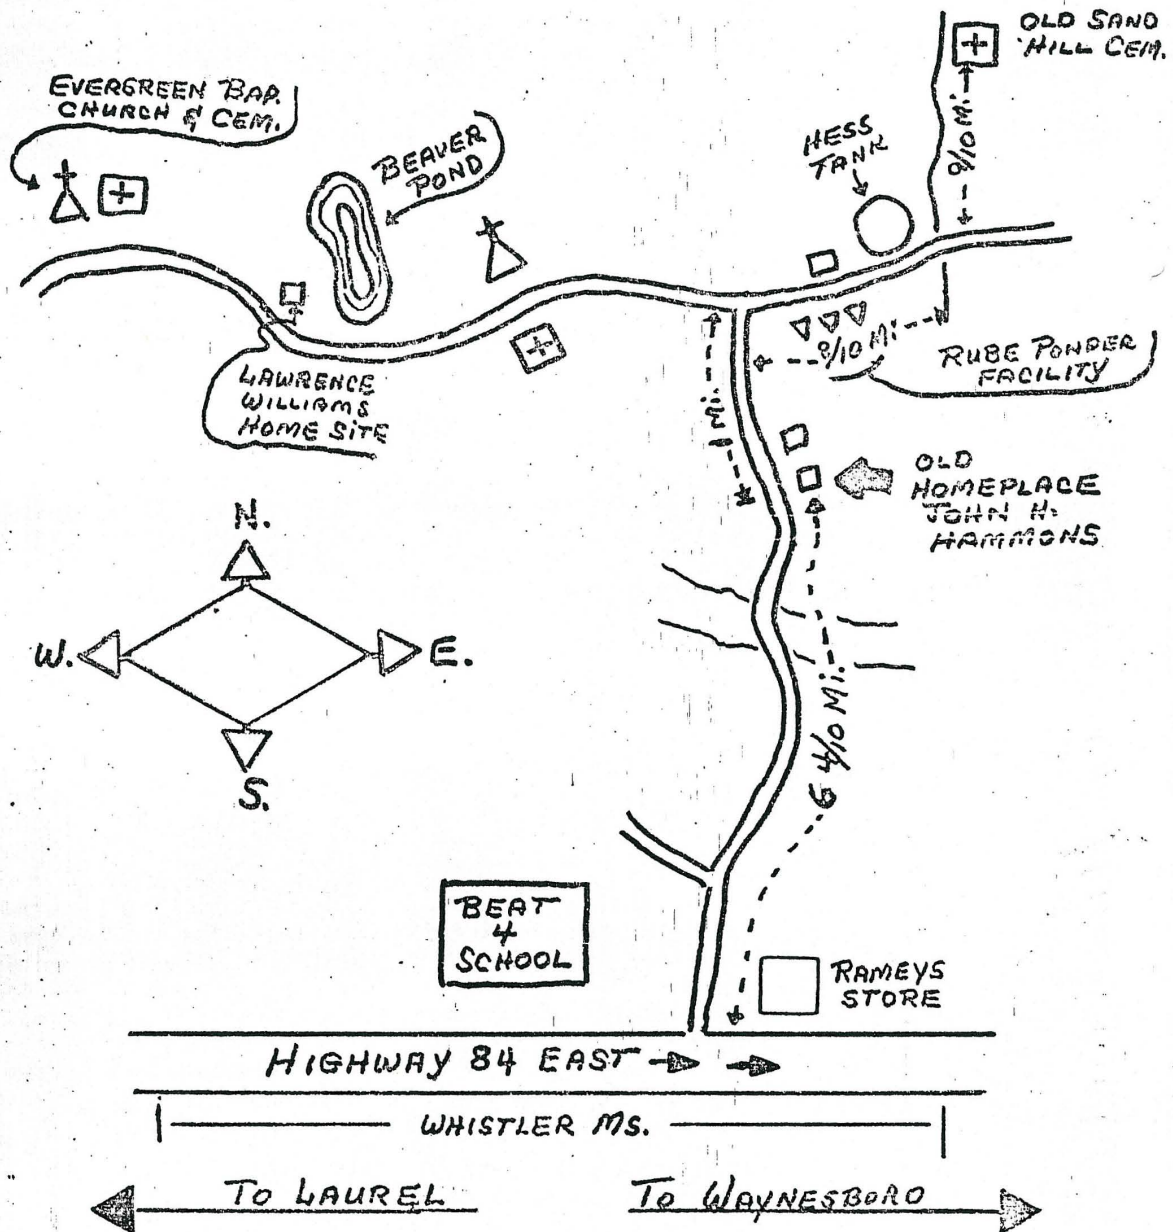 OLD SAND
HILL CEM.
EVERGREEN BAP.
CHURCH & CEM.
BEAVER
POND
HESS
TANK
9/10 Mi.
8/10 Mi
RUBE PONDER
FACILITY
LAWRENCE
WILLIAMS
HOME SITE
1 Mi.
OLD
HOMEPLACE
JOHN H.
HAMMONS
N.
W.
E.
S.
6 4/10 Mi.
BEAT
4
SCHOOL
RAMEYS
STORE
HIGHWAY 84 EAST
WHISTLER MS.
TO LAUREL
TO WAYNESBORO